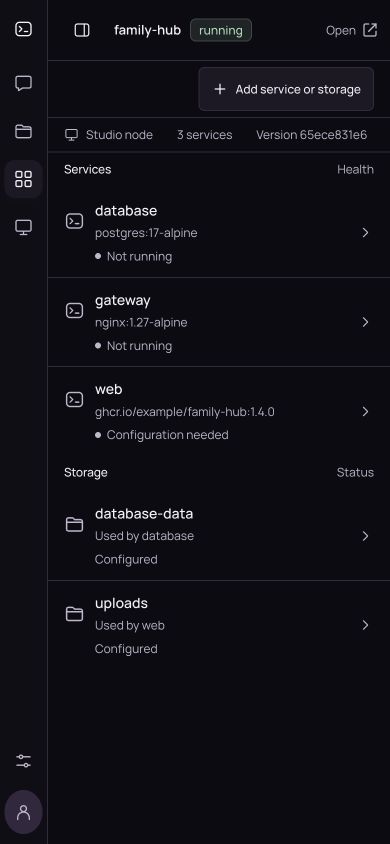 family-hub
running
Open
Add service or storage
Studio node
3 services
Version 65ece831e6
Services
Health
database
postgres:17-alpine
Not running
gateway
nginx:1.27-alpine
Not running
web
ghcr.io/example/family-hub:1.4.0
Configuration needed
Storage
Status
database-data
Used by database
Configured
uploads
Used by web
Configured